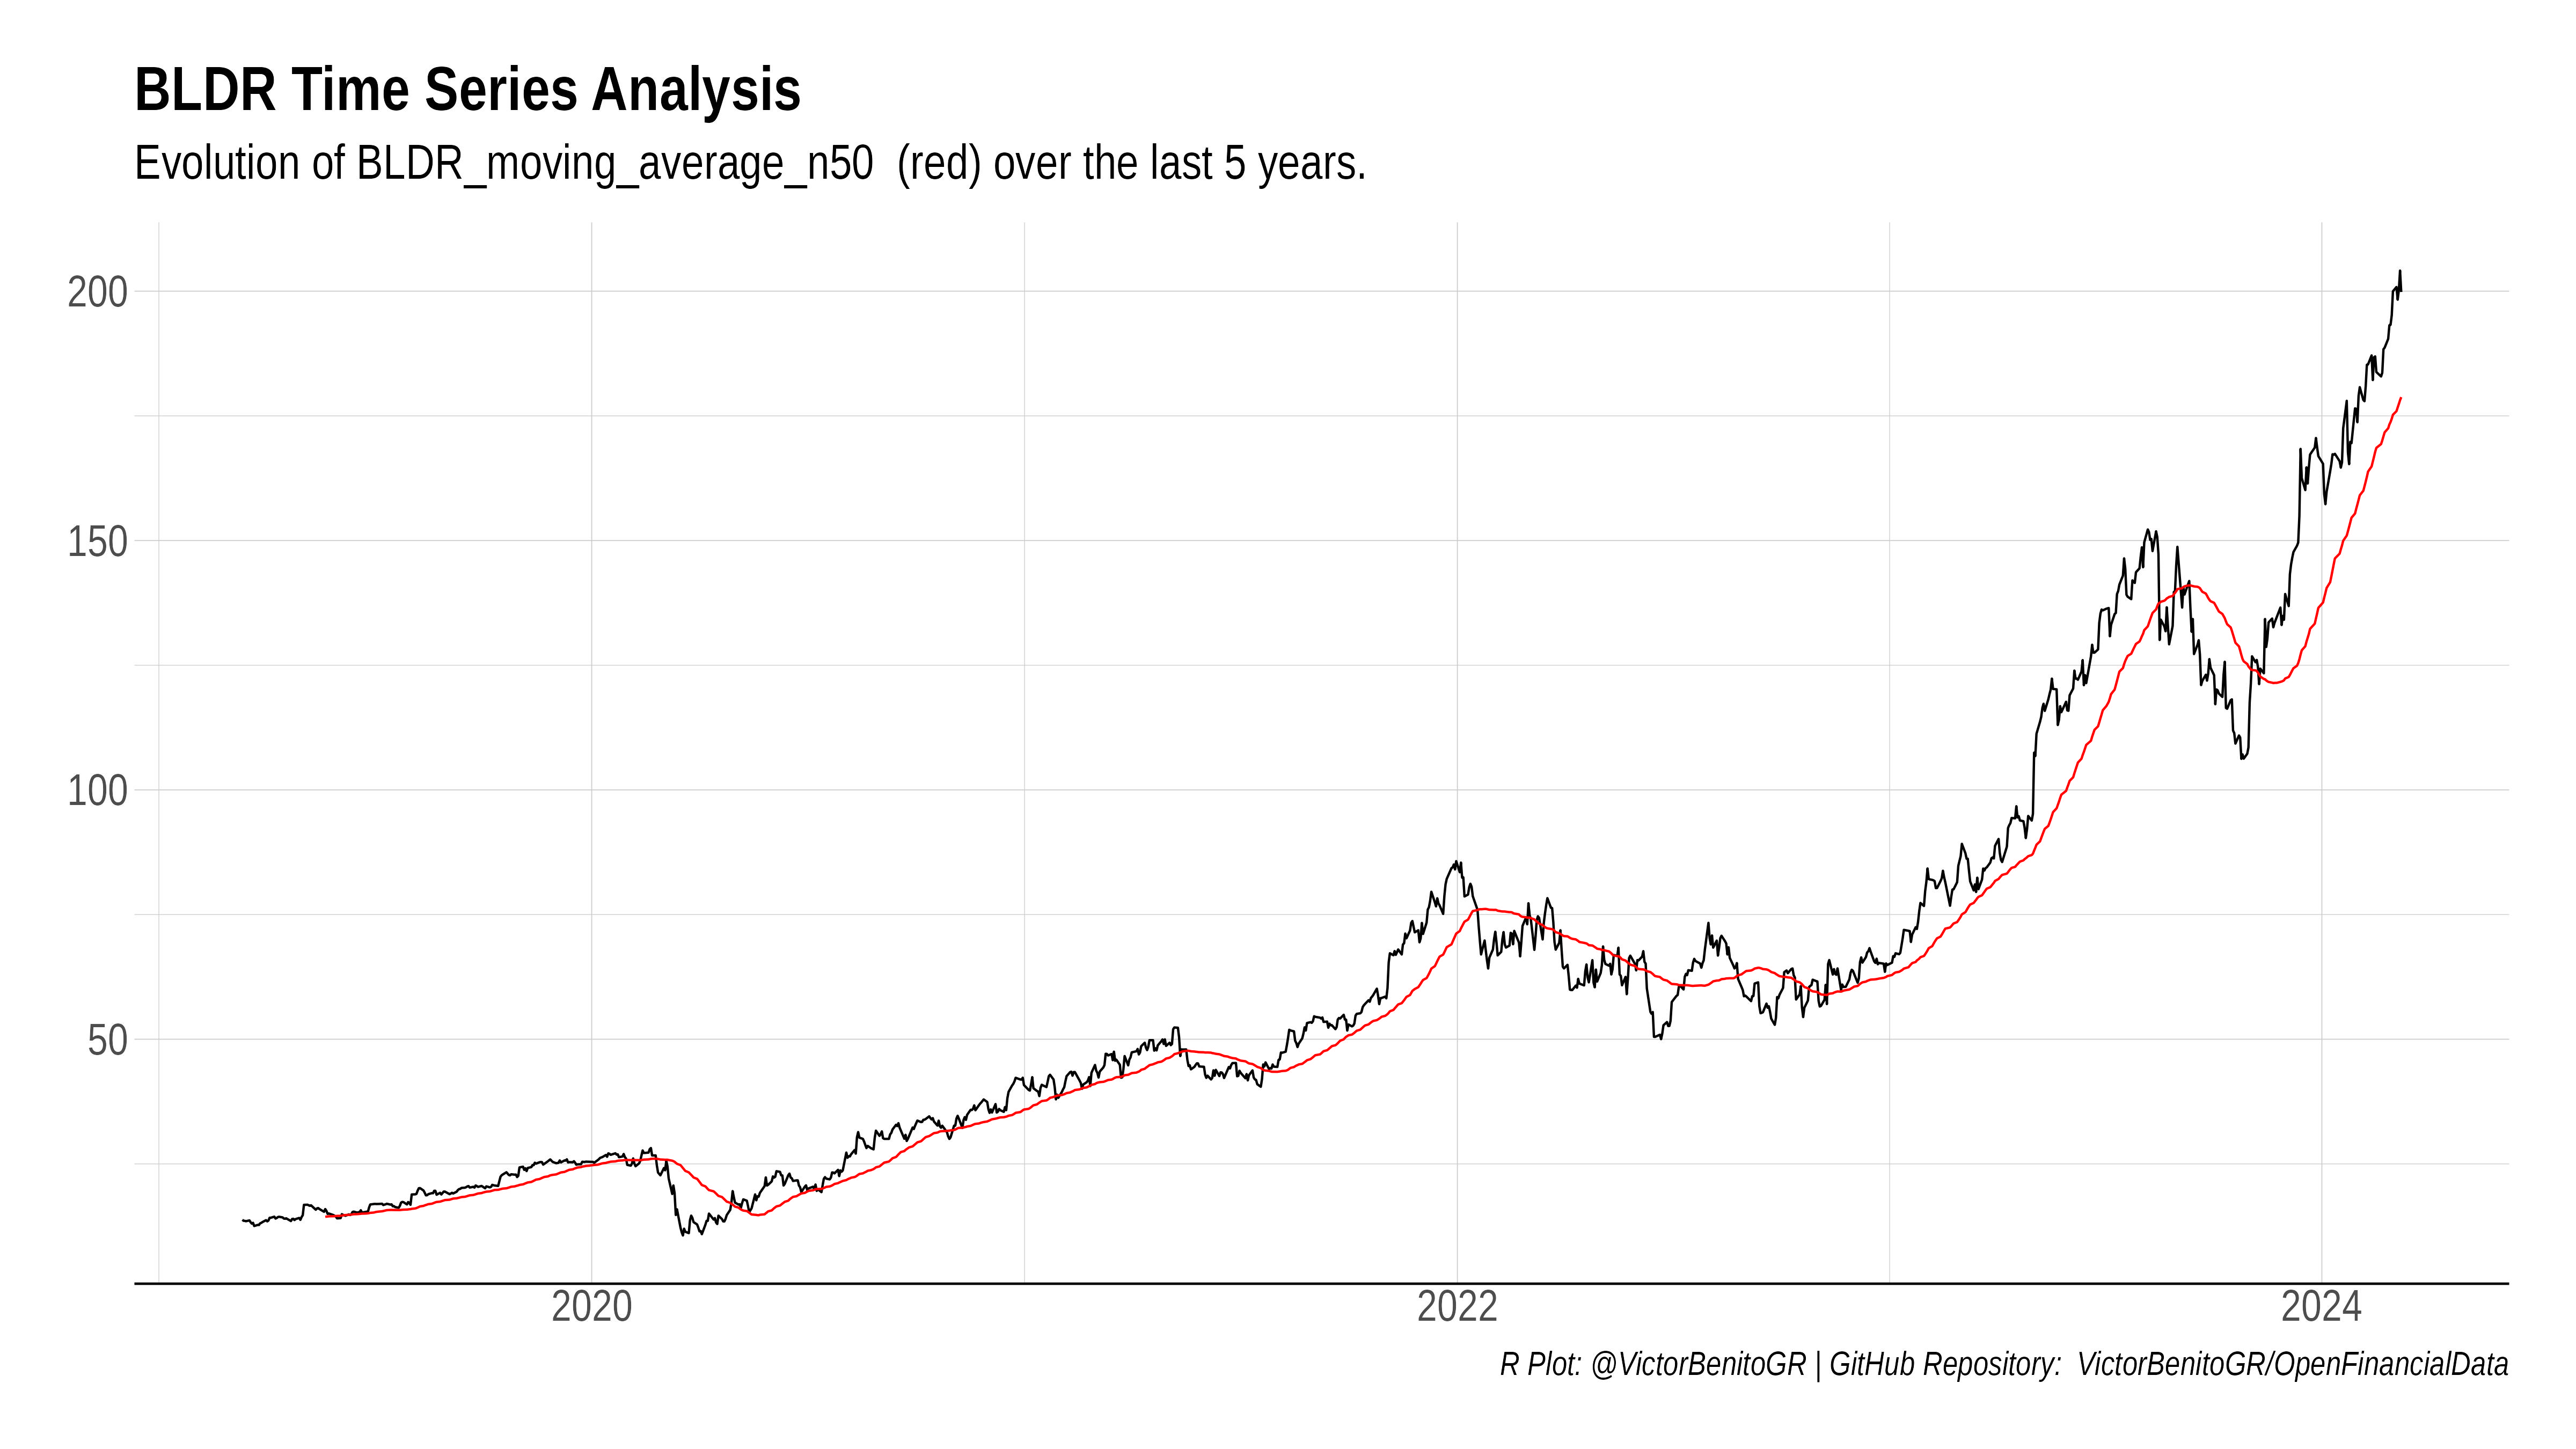 BLDR Time Series Analysis
Evolution of BLDR_moving_average_n50  (red) over the last 5 years.
200
150
100
50
2020 2022 2024
R Plot: @VictorBenitoGR | GitHub Repository:  VictorBenitoGR/OpenFinancialData